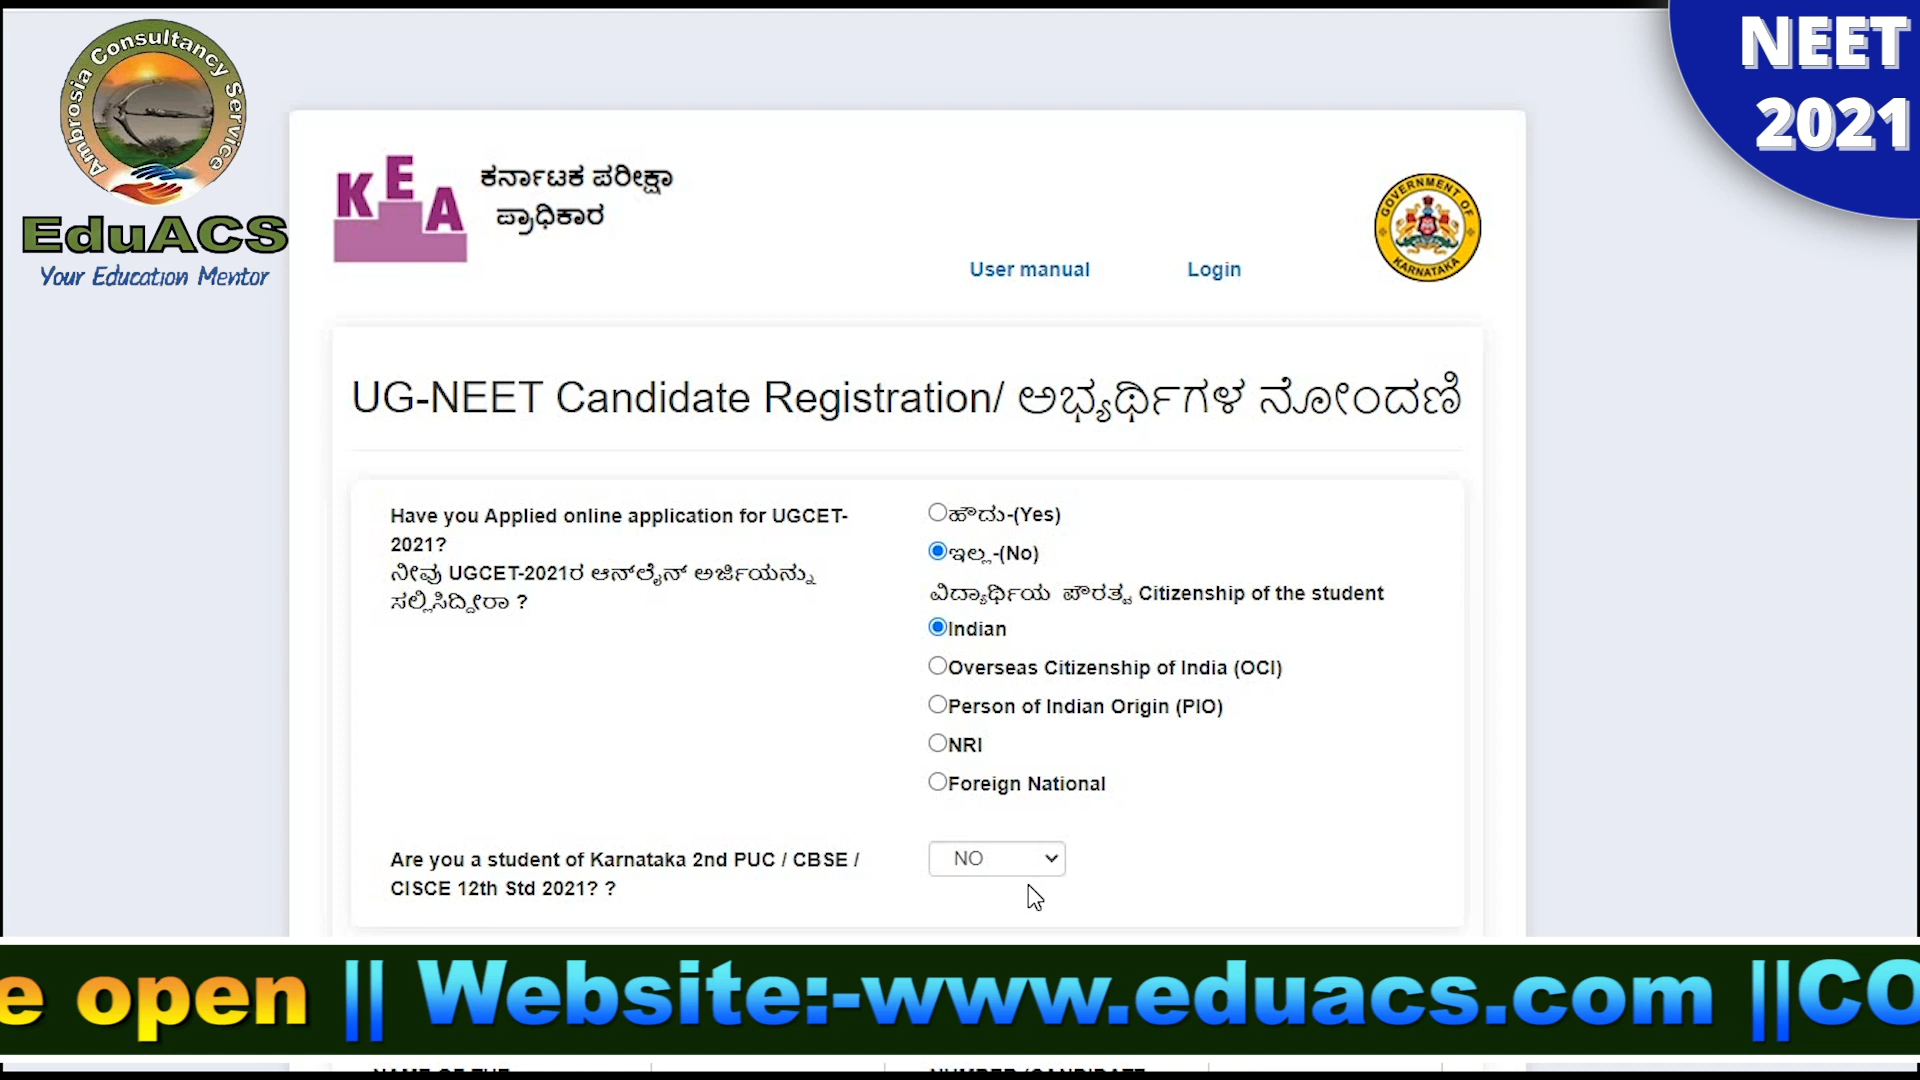 Ambrosia Consultancy Service
EduACS
Your Education Mentor
NEET
2021
KEA
ಕರ್ನಾಟಕ ಪರೀಕ್ಷಾ
ಪ್ರಾಧಿಕಾರ
GOVERNMENT OF
KARNATAKA
User manual
Login
UG-NEET Candidate Registration/ ಅಭ್ಯರ್ಥಿಗಳ ನೋಂದಣಿ
Have you Applied online application for UGCET-
2021?
ನೀವು UGCET-2021ರ ಆನ್‌ಲೈನ್ ಅರ್ಜಿಯನ್ನು
ಸಲ್ಲಿಸಿದ್ದೀರಾ ?
ಹೌದು-(Yes)
ಇಲ್ಲ-(No)
ವಿದ್ಯಾರ್ಥಿಯ ಪೌರತ್ವ Citizenship of the student
Indian
Overseas Citizenship of India (OCI)
Person of Indian Origin (PIO)
NRI
Foreign National
Are you a student of Karnataka 2nd PUC / CBSE /
CISCE 12th Std 2021? ?
NO
e open || Website:-www.eduacs.com ||CO